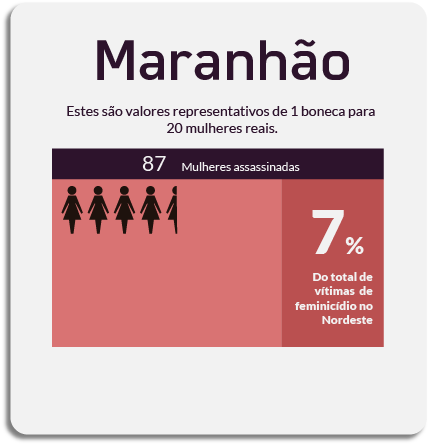 Maranhão
Estes são valores representativos de 1 boneca para
20 mulheres reais.
87 Mulheres assassinadas
7%
Do total de
vítimas de
feminicídio no
Nordeste